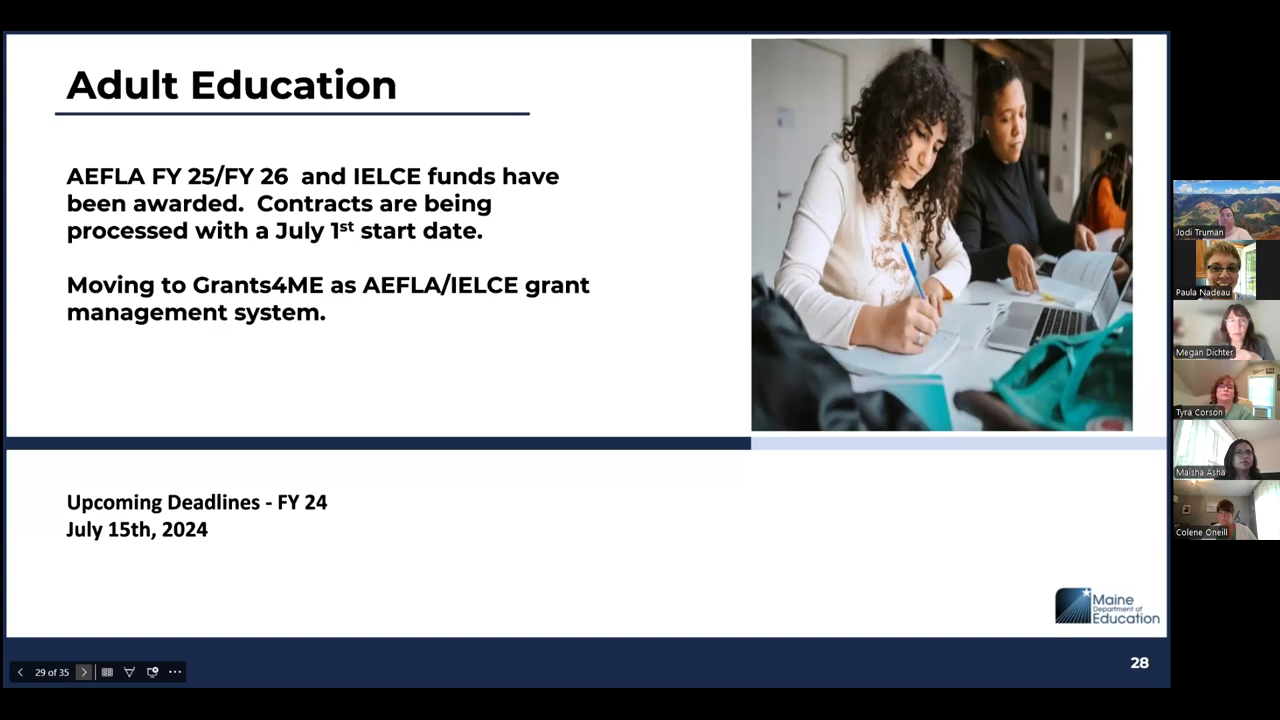 Adult Education
AEFLA FY 25/FY 26  and IELCE funds have
been awarded.  Contracts are being
processed with a July 1st start date.
Moving to Grants4ME as AEFLA/IELCE grant
management system.
Upcoming Deadlines - FY 24
July 15th, 2024
Maine
Department of
Education
28
29 of 35
Jodi Truman
Paula Nadeau
Megan Dichter
Tyra Corson
Maisha Asha
Colene Oneill